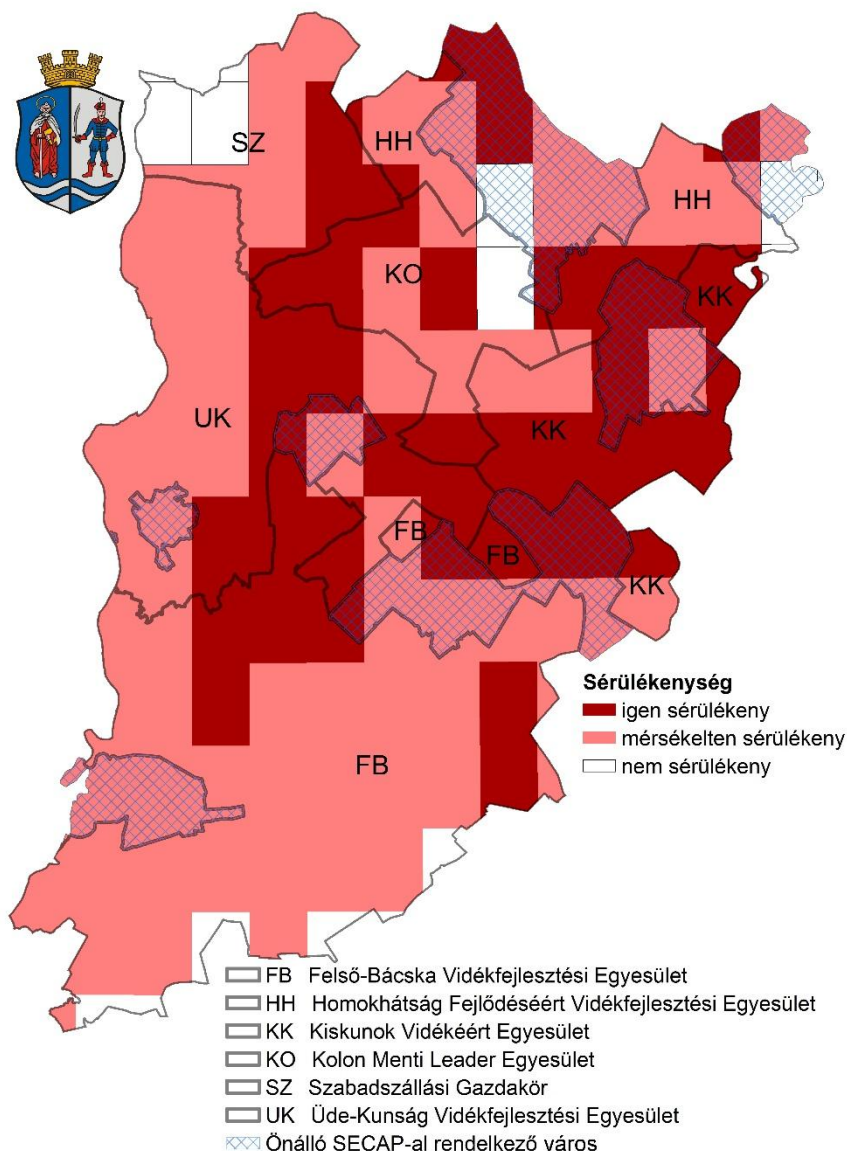 SZ
HH
HH
KO
KK
UK
KK
FB
FB
KK
Sérülékenység
igen sérülékeny
mérsékelten sérülékeny
nem sérülékeny
FB
FB Felső-Bácska Vidékfejlesztési Egyesület
HH Homokhátság Fejlődéséért Vidékfejlesztési Egyesület
KK Kiskunok Vidékéért Egyesület
KO Kolon Menti Leader Egyesület
SZ Szabadszállási Gazdakör
UK Üde-Kunság Vidékfejlesztési Egyesület
Önálló SECAP-al rendelkező város